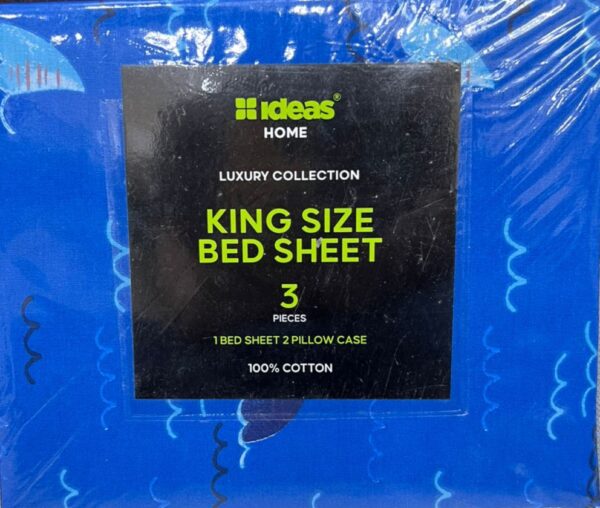 ideas®
HOME
LUXURY COLLECTION
KING SIZE
BED SHEET
3
PIECES
1 BED SHEET 2 PILLOW CASE
100% COTTON